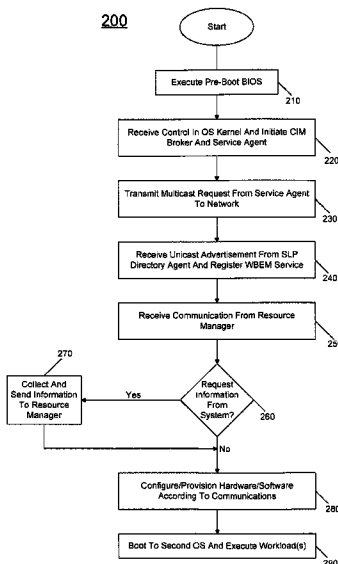 200
Start
Execute Pre-Boot BIOS
210
Receive Control In OS Kernel And Initiate CIM
Broker And Service Agent
220
Transmit Multicast Request From Service Agent
To Network
230
Receive Unicast Advertisement From SLP
Directory Agent And Register WBEM Service
240
Receive Communication From Resource
Manager
250
270
Collect And
Send Information
To Resource
Manager
Yes
Request
Information
From
System?
260
No
Configure/Provision Hardware/Software
According To Communications
280
Boot To Second OS And Execute Workload(s)
290